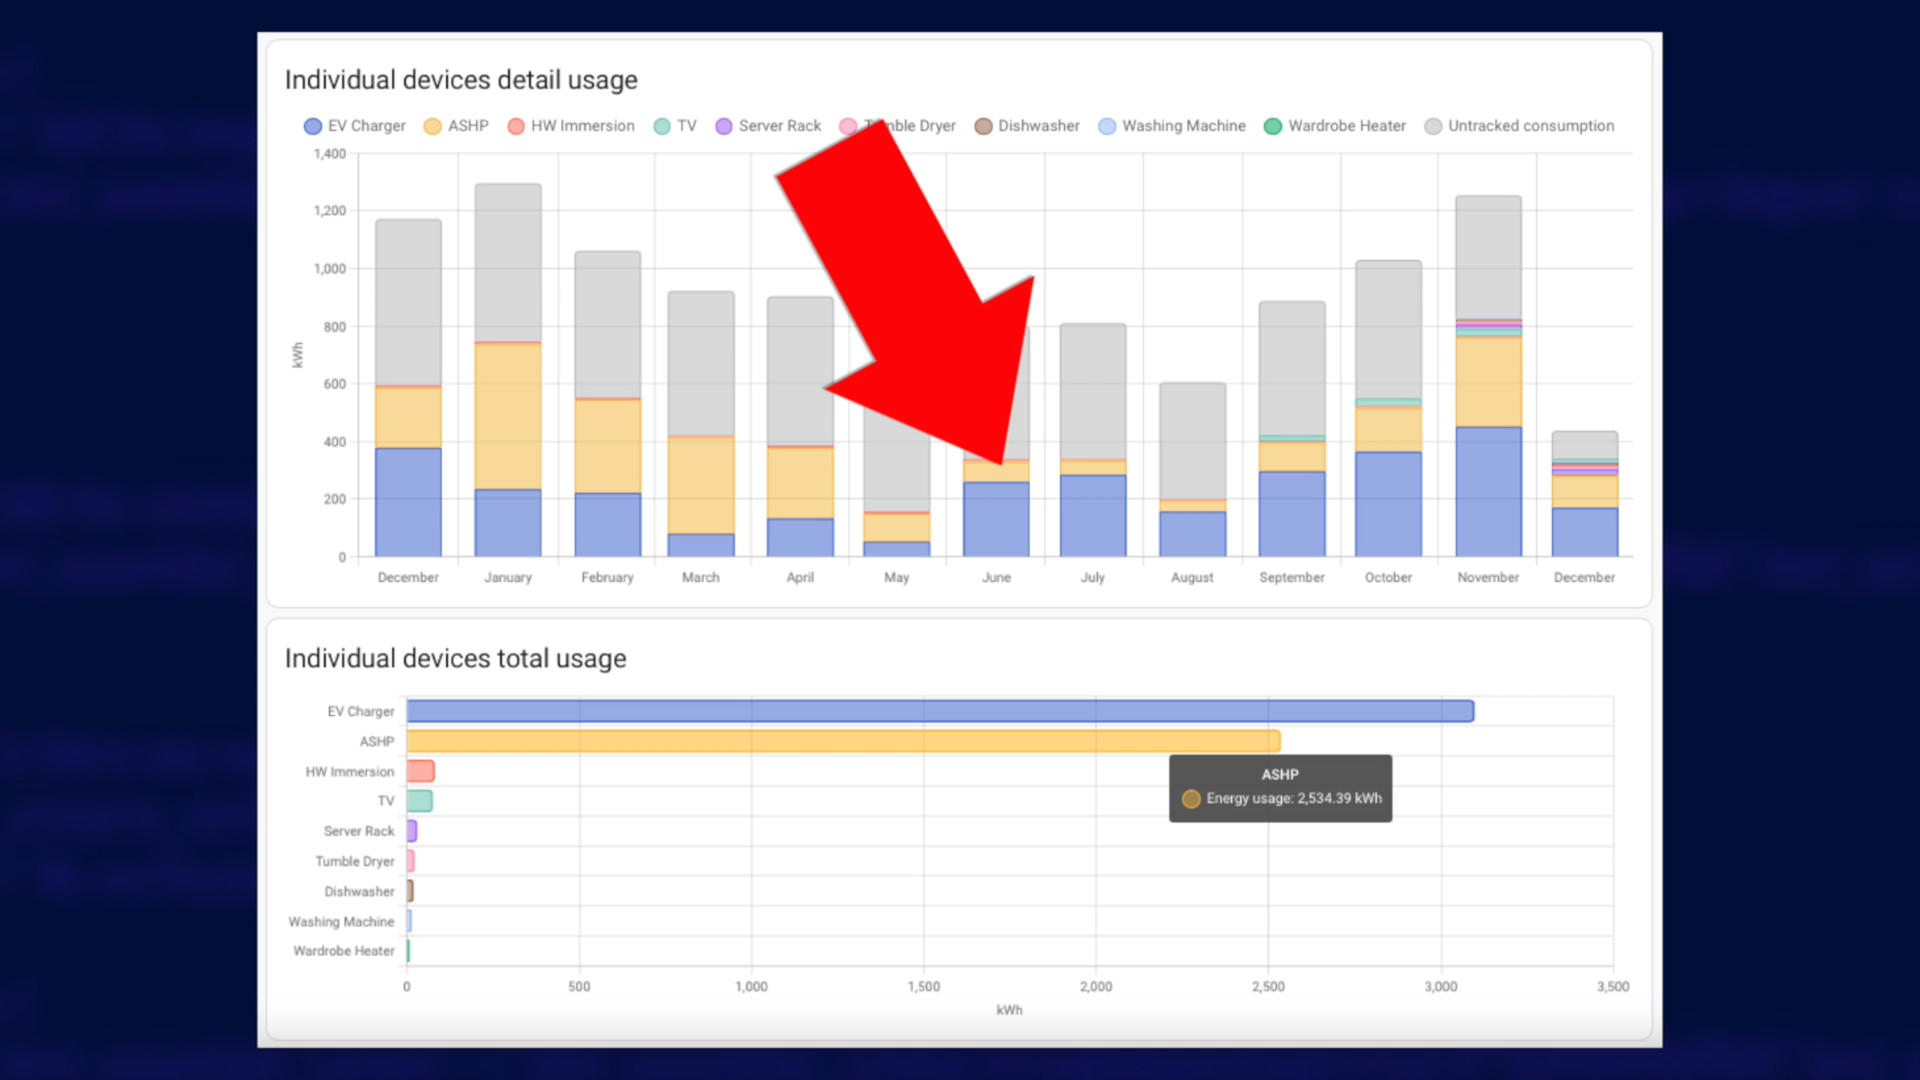 Individual devices detail usage
EV Charger ASHP HW Immersion TV Server Rack Tumble Dryer Dishwasher Washing Machine Wardrobe Heater Untracked consumption
1,400
1,200
1,000
800
600
400
200
0
kWh
December January February March April May June July August September October November December
Individual devices total usage
EV Charger
ASHP
HW Immersion
TV
Server Rack
Tumble Dryer
Dishwasher
Washing Machine
Wardrobe Heater
ASHP
Energy usage: 2,534.39 kWh
0 500 1,000 1,500 2,000 2,500 3,000 3,500
kWh